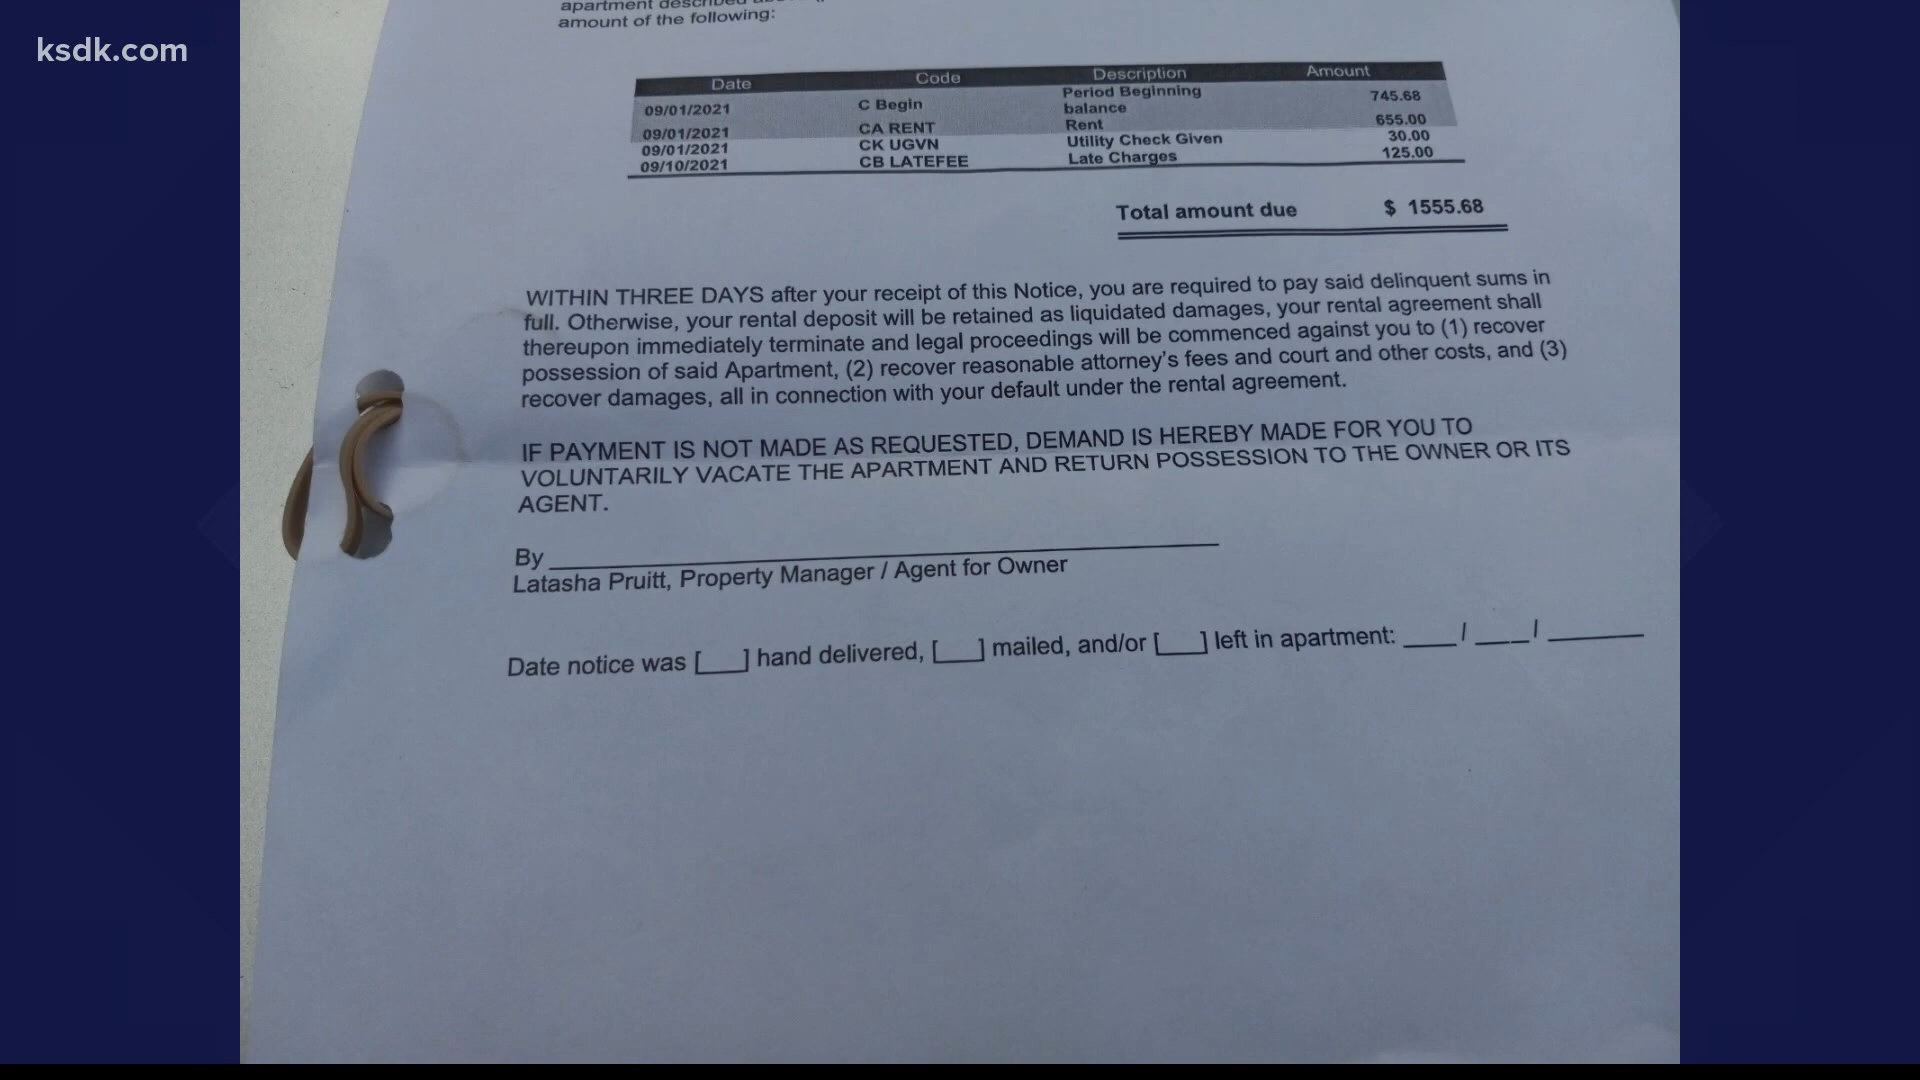 ksdk.com
apartment described
amount of the following:
Date Code Description Amount
09/01/2021 C Begin Period Beginning balance 745.68
09/01/2021 CA RENT Rent 655.00
09/01/2021 CK UGVN Utility Check Given 30.00
09/10/2021 CB LATEFEE Late Charges 125.00
Total amount due $ 1555.68
WITHIN THREE DAYS after your receipt of this Notice, you are required to pay said delinquent sums in
full. Otherwise, your rental deposit will be retained as liquidated damages, your rental agreement shall
thereupon immediately terminate and legal proceedings will be commenced against you to (1) recover
possession of said Apartment, (2) recover reasonable attorney's fees and court and other costs, and (3)
recover damages, all in connection with your default under the rental agreement.
IF PAYMENT IS NOT MADE AS REQUESTED, DEMAND IS HEREBY MADE FOR YOU TO
VOLUNTARILY VACATE THE APARTMENT AND RETURN POSSESSION TO THE OWNER OR ITS
AGENT.
By ____________________
Latasha Pruitt, Property Manager / Agent for Owner
Date notice was [___] hand delivered, [___] mailed, and/or [___] left in apartment: ____/____/_______